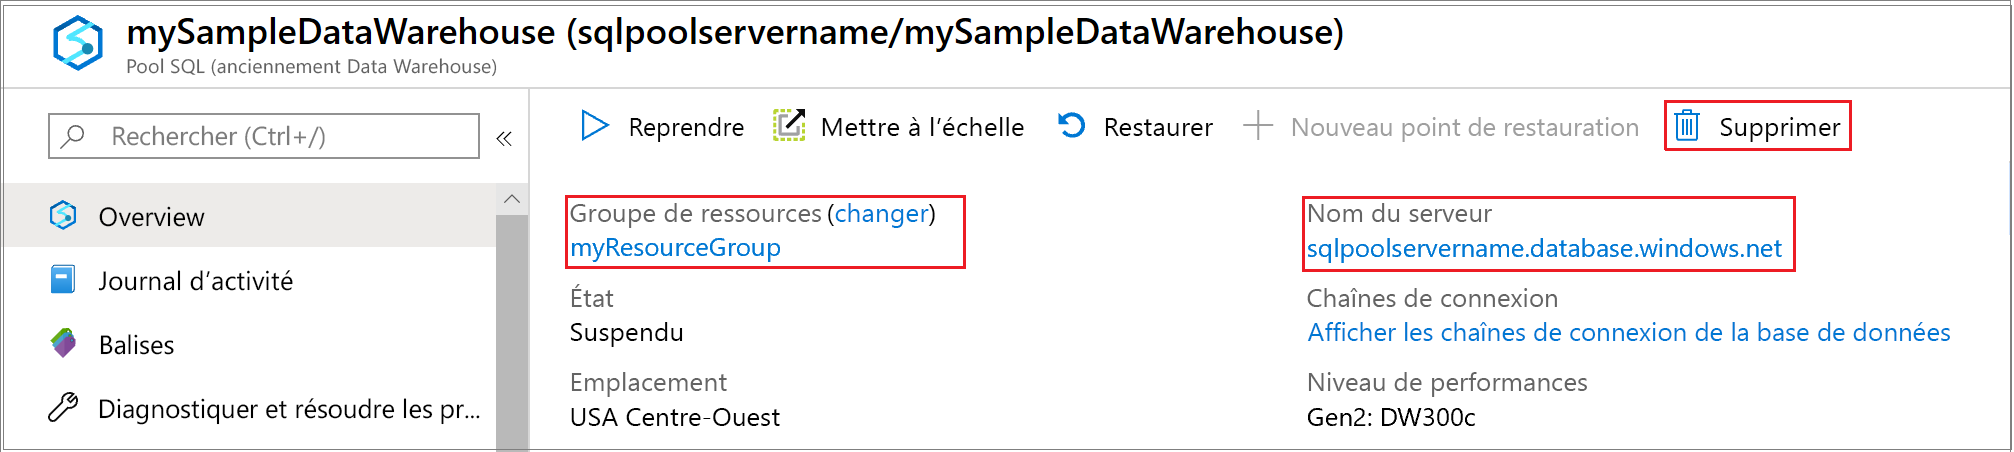 mySampleDataWarehouse (sqlpoolservername/mySampleDataWarehouse)
Pool SQL (anciennement Data Warehouse)
Rechercher (Ctrl+/)
«
Overview
Journal d’activité
Balises
Diagnostiquer et résoudre les pr...
Reprendre
Mettre à l’échelle
Restaurer
Nouveau point de restauration
Supprimer
Groupe de ressources (changer)
myResourceGroup
État
Suspendu
Emplacement
USA Centre-Ouest
Nom du serveur
sqlpoolservername.database.windows.net
Chaînes de connexion
Afficher les chaînes de connexion de la base de données
Niveau de performances
Gen2: DW300c